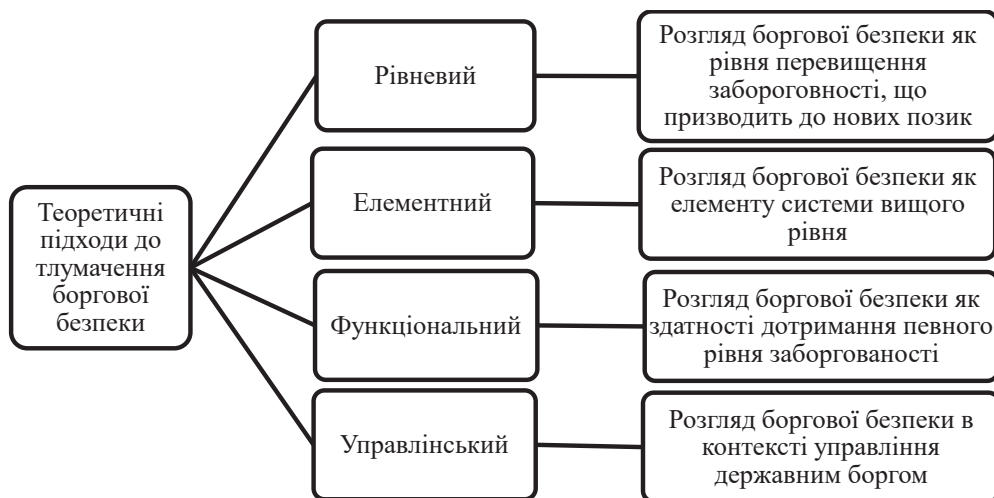 Теоретичні
підходи до
тлумачення
боргової
безпеки
Рівневий
Розгляд боргової безпеки як
рівня перевищення
забороговності, що
призводить до нових позик
Елементний
Розгляд боргової безпеки як
елементу системи вищого
рівня
Функціональний
Розгляд боргової безпеки як
здатності дотримання певного
рівня заборгованості
Управлінський
Розгляд боргової безпеки в
контексті управління
державним боргом